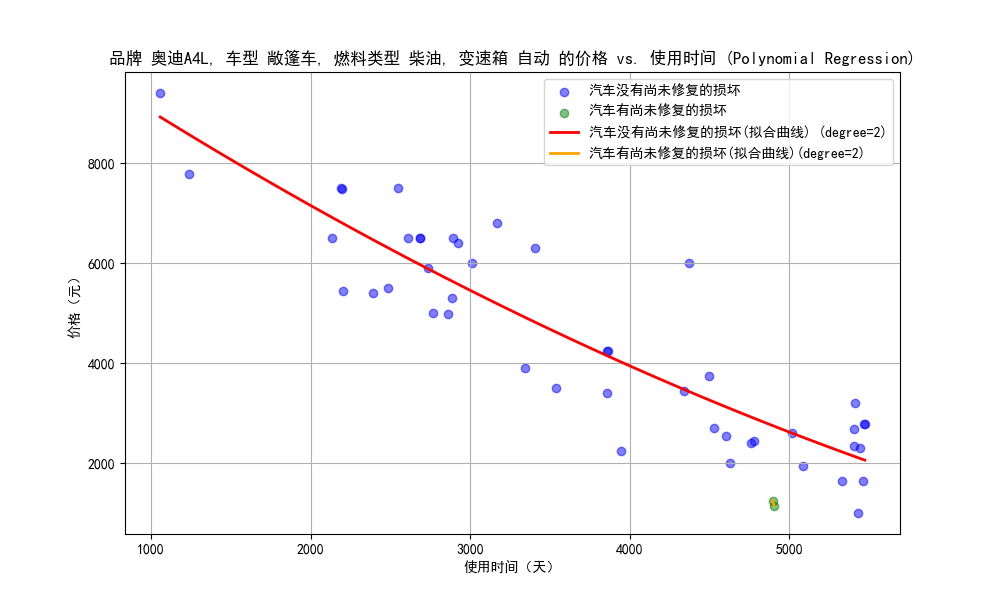 品牌 奥迪A4L, 车型 敞篷车, 燃料类型 柴油, 变速箱 自动 的价格 vs. 使用时间 (Polynomial Regression)
汽车没有尚未修复的损坏
汽车有尚未修复的损坏
汽车没有尚未修复的损坏(拟合曲线) (degree=2)
汽车有尚未修复的损坏(拟合曲线)(degree=2)
价格（元）
8000
6000
4000
2000
1000 2000 3000 4000 5000
使用时间（天）